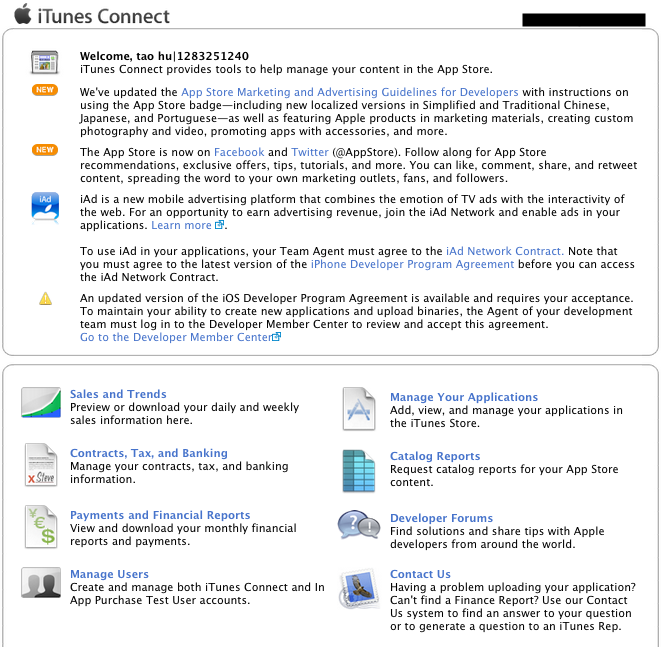 iTunes Connect
Welcome, tao hu|1283251240
iTunes Connect provides tools to help manage your content in the App Store.
NEW
We've updated the App Store Marketing and Advertising Guidelines for Developers with instructions on
using the App Store badge—including new localized versions in Simplified and Traditional Chinese,
Japanese, and Portuguese—as well as featuring Apple products in marketing materials, creating custom
photography and video, promoting apps with accessories, and more.
NEW
The App Store is now on Facebook and Twitter (@AppStore). Follow along for App Store
recommendations, exclusive offers, tips, tutorials, and more. You can like, comment, share, and retweet
content, spreading the word to your own marketing outlets, fans, and followers.
iAd
iAd is a new mobile advertising platform that combines the emotion of TV ads with the interactivity of
the web. For an opportunity to earn advertising revenue, join the iAd Network and enable ads in your
applications. Learn more.
To use iAd in your applications, your Team Agent must agree to the iAd Network Contract. Note that
you must agree to the latest version of the iPhone Developer Program Agreement before you can access
the iAd Network Contract.
An updated version of the iOS Developer Program Agreement is available and requires your acceptance.
To maintain your ability to create new applications and upload binaries, the Agent of your development
team must log in to the Developer Member Center to review and accept this agreement.
Go to the Developer Member Center
Sales and Trends
Preview or download your daily and weekly
sales information here.
Manage Your Applications
Add, view, and manage your applications in
the iTunes Store.
Contracts, Tax, and Banking
Manage your contracts, tax, and banking
information.
X Steve
Catalog Reports
Request catalog reports for your App Store
content.
Payments and Financial Reports
View and download your monthly financial
reports and payments.
¥ € $
Developer Forums
Find solutions and share tips with Apple
developers from around the world.
? !
Manage Users
Create and manage both iTunes Connect and In
App Purchase Test User accounts.
Contact Us
Having a problem uploading your application?
Can't find a Finance Report? Use our Contact
Us system to find an answer to your question
or to generate a question to an iTunes Rep.